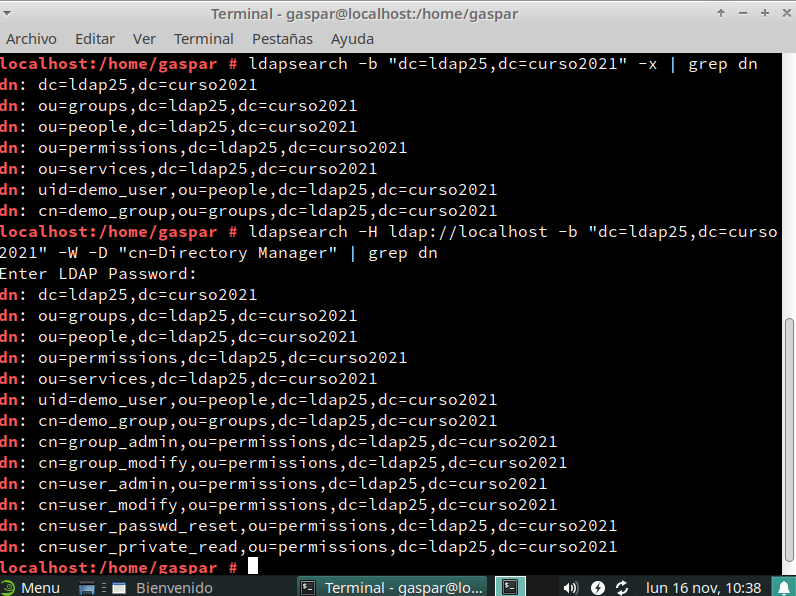 Terminal - gaspar@localhost:/home/gaspar
Archivo Editar Ver Terminal Pestañas Ayuda
localhost:/home/gaspar # ldapsearch -b "dc=ldap25,dc=curso2021" -x | grep dn
dn: dc=ldap25,dc=curso2021
dn: ou=groups,dc=ldap25,dc=curso2021
dn: ou=people,dc=ldap25,dc=curso2021
dn: ou=permissions,dc=ldap25,dc=curso2021
dn: ou=services,dc=ldap25,dc=curso2021
dn: uid=demo_user,ou=people,dc=ldap25,dc=curso2021
dn: cn=demo_group,ou=groups,dc=ldap25,dc=curso2021
localhost:/home/gaspar # ldapsearch -H ldap://localhost -b "dc=ldap25,dc=curso
2021" -W -D "cn=Directory Manager" | grep dn
Enter LDAP Password:
dn: dc=ldap25,dc=curso2021
dn: ou=groups,dc=ldap25,dc=curso2021
dn: ou=people,dc=ldap25,dc=curso2021
dn: ou=permissions,dc=ldap25,dc=curso2021
dn: ou=services,dc=ldap25,dc=curso2021
dn: uid=demo_user,ou=people,dc=ldap25,dc=curso2021
dn: cn=demo_group,ou=groups,dc=ldap25,dc=curso2021
dn: cn=group_admin,ou=permissions,dc=ldap25,dc=curso2021
dn: cn=group_modify,ou=permissions,dc=ldap25,dc=curso2021
dn: cn=user_admin,ou=permissions,dc=ldap25,dc=curso2021
dn: cn=user_modify,ou=permissions,dc=ldap25,dc=curso2021
dn: cn=user_passwd_reset,ou=permissions,dc=ldap25,dc=curso2021
dn: cn=user_private_read,ou=permissions,dc=ldap25,dc=curso2021
localhost:/home/gaspar #
Menu Bienvenido Terminal - gaspar@lo... lun 16 nov, 10:38